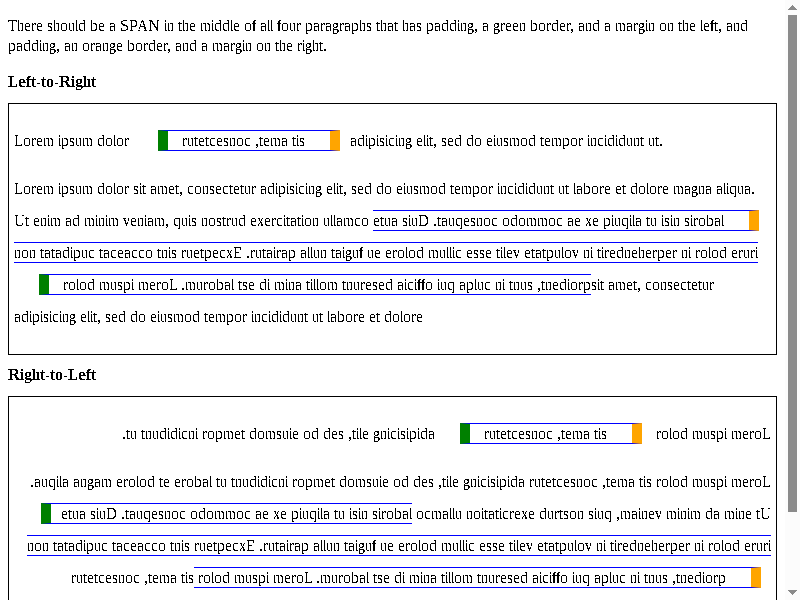 There should be a SPAN in the middle of all four paragraphs that has padding, a green border, and a margin on the left, and
padding, an orange border, and a margin on the right.
Left-to-Right
Lorem ipsum dolor rutetcesnoc ,tema tis adipisicing elit, sed do eiusmod tempor incididunt ut.
Lorem ipsum dolor sit amet, consectetur adipisicing elit, sed do eiusmod tempor incididunt ut labore et dolore magna aliqua.
Ut enim ad minim veniam, quis nostrud exercitation ullamco etua siuD .tauqesnoc odommoc ae xe piuqila tu isin sirobal
non tatadipuc taceacco tnis ruetpecxE .rutairap allun taiguf ue erolod mullic esse tilev etatpulov ni tiredneherper ni rolod eruri
rolod muspi meroL .murobal tse di mina tillom tnuresed aiciffo iuq apluc ni tnus ,tnediorpsit amet, consectetur
adipisicing elit, sed do eiusmod tempor incididunt ut labore et dolore
Right-to-Left
.tu tnudidicni ropmet domsuie od des ,tile gnicisipida rutetcesnoc ,tema tis rolod muspi meroL
.auqila angam erolod te erobal tu tnudidicni ropmet domsuie od des ,tile gnicisipida rutetcesnoc ,tema tis rolod muspi meroL
etua siuD .tauqesnoc odommoc ae xe piuqila tu isin sirobal ocmallu noitaticrexe durtson siuq ,mainev minim da mine tU
non tatadipuc taceacco tnis ruetpecxE .rutairap allun taiguf ue erolod mullic esse tilev etatpulov ni tiredneherper ni rolod eruri
rutetcesnoc ,tema tis rolod muspi meroL .murobal tse di mina tillom tnuresed aiciffo iuq apluc ni tnus ,tnediorp